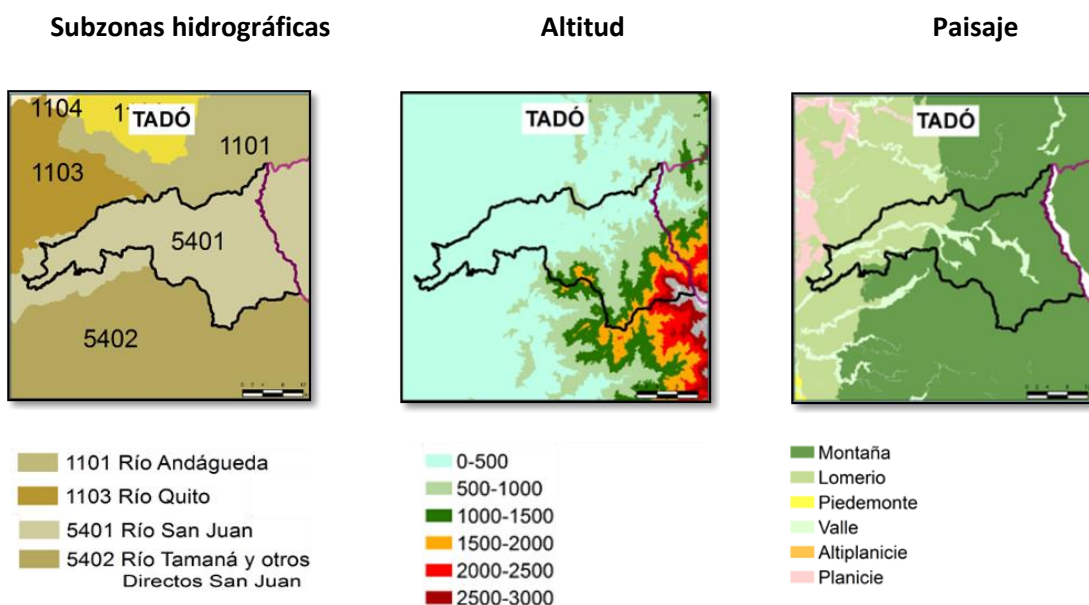 Subzonas hidrográficas
Altitud
Paisaje
1104
TADÓ
1103
1101
5401
5402
TADÓ
TADÓ
1101 Río Andágueda
1103 Río Quito
5401 Río San Juan
5402 Río Tamaná y otros
Directos San Juan
0-500
500-1000
1000-1500
1500-2000
2000-2500
2500-3000
Montaña
Lomerio
Piedemonte
Valle
Altiplanicie
Planicie